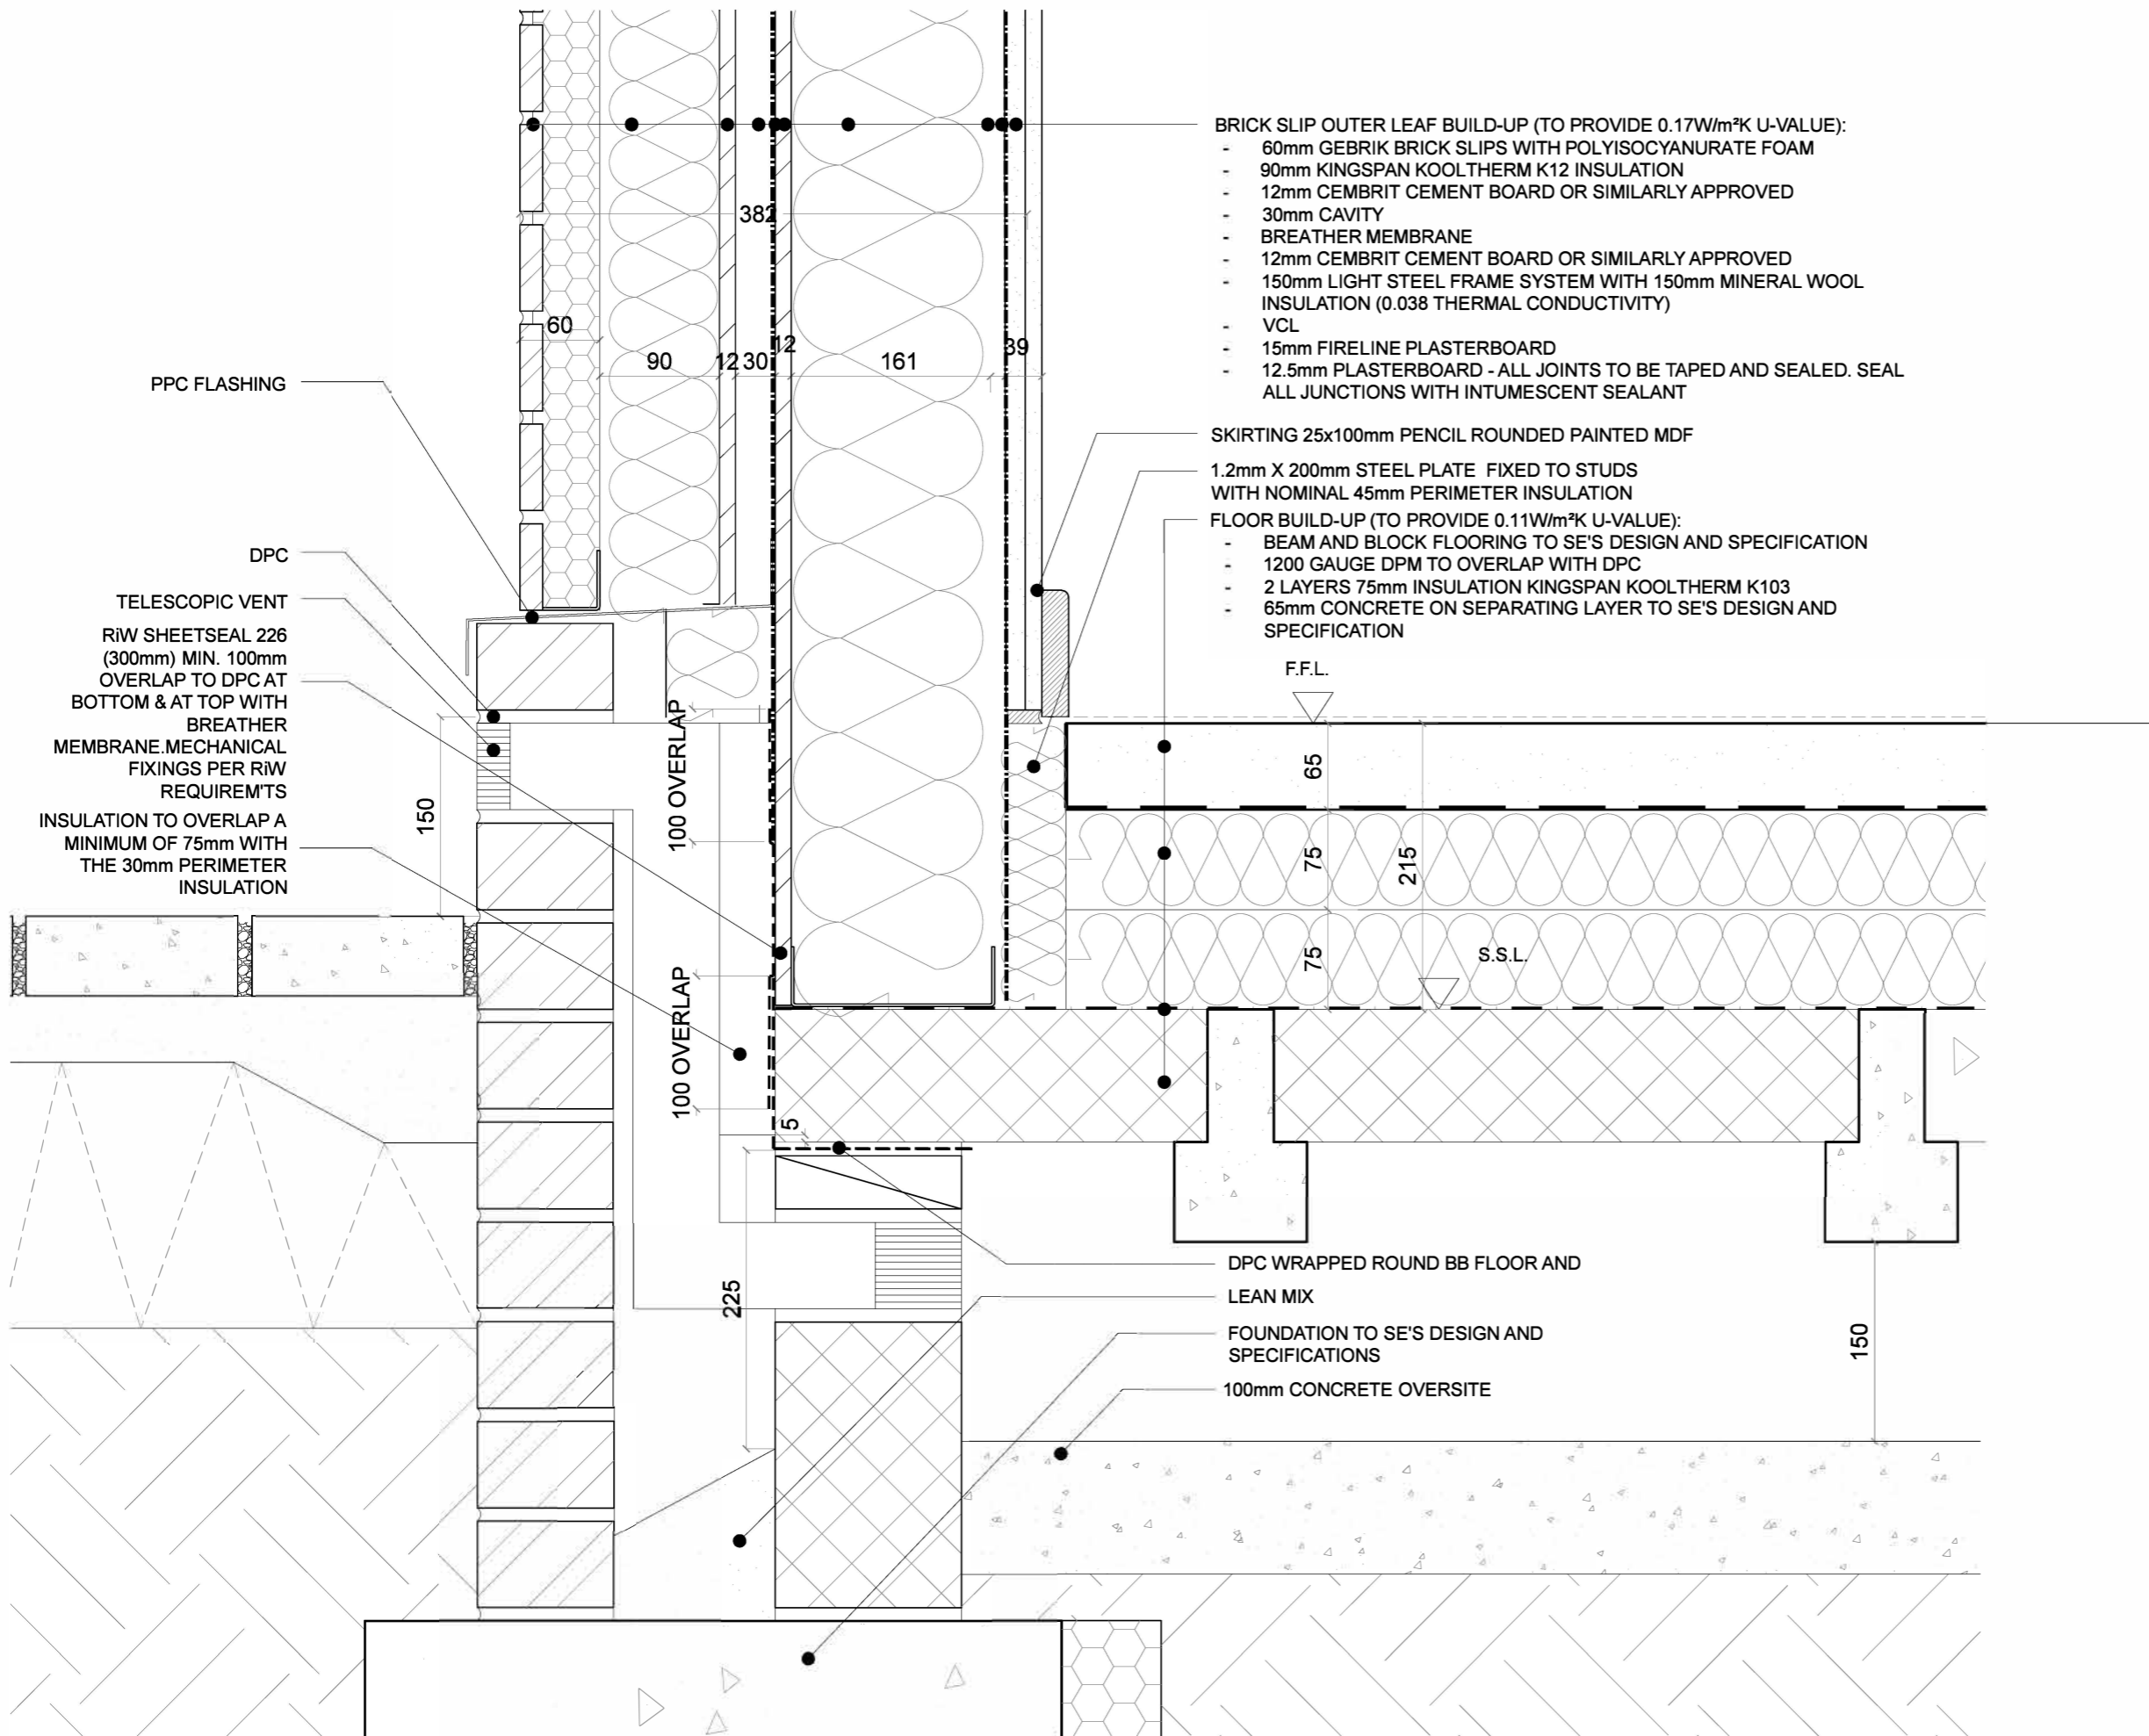 BRICK SLIP OUTER LEAF BUILD-UP (TO PROVIDE 0.17W/m²K U-VALUE):
- 60mm GEBRIK BRICK SLIPS WITH POLYISOCYANURATE FOAM
- 90mm KINGSPAN KOOLTHERM K12 INSULATION
- 12mm CEMBRIT CEMENT BOARD OR SIMILARLY APPROVED
- 30mm CAVITY
- BREATHER MEMBRANE
- 12mm CEMBRIT CEMENT BOARD OR SIMILARLY APPROVED
- 150mm LIGHT STEEL FRAME SYSTEM WITH 150mm MINERAL WOOL
INSULATION (0.038 THERMAL CONDUCTIVITY)
- VCL
- 15mm FIRELINE PLASTERBOARD
- 12.5mm PLASTERBOARD - ALL JOINTS TO BE TAPED AND SEALED. SEAL
ALL JUNCTIONS WITH INTUMESCENT SEALANT
382
60
90
12
30
12
161
39
PPC FLASHING
DPC
TELESCOPIC VENT
RiW SHEETSEAL 226
(300mm) MIN. 100mm
OVERLAP TO DPC AT
BOTTOM & AT TOP WITH
BREATHER
MEMBRANE.MECHANICAL
FIXINGS PER RiW
REQUIREM'TS
INSULATION TO OVERLAP A
MINIMUM OF 75mm WITH
THE 30mm PERIMETER
INSULATION
SKIRTING 25x100mm PENCIL ROUNDED PAINTED MDF
1.2mm X 200mm STEEL PLATE FIXED TO STUDS
WITH NOMINAL 45mm PERIMETER INSULATION
FLOOR BUILD-UP (TO PROVIDE 0.11W/m²K U-VALUE):
- BEAM AND BLOCK FLOORING TO SE'S DESIGN AND SPECIFICATION
- 1200 GAUGE DPM TO OVERLAP WITH DPC
- 2 LAYERS 75mm INSULATION KINGSPAN KOOLTHERM K103
- 65mm CONCRETE ON SEPARATING LAYER TO SE'S DESIGN AND
SPECIFICATION
F.F.L.
150
100 OVERLAP
65
75
215
75
S.S.L.
100 OVERLAP
5
225
150
DPC WRAPPED ROUND BB FLOOR AND
LEAN MIX
FOUNDATION TO SE'S DESIGN AND
SPECIFICATIONS
100mm CONCRETE OVERSITE